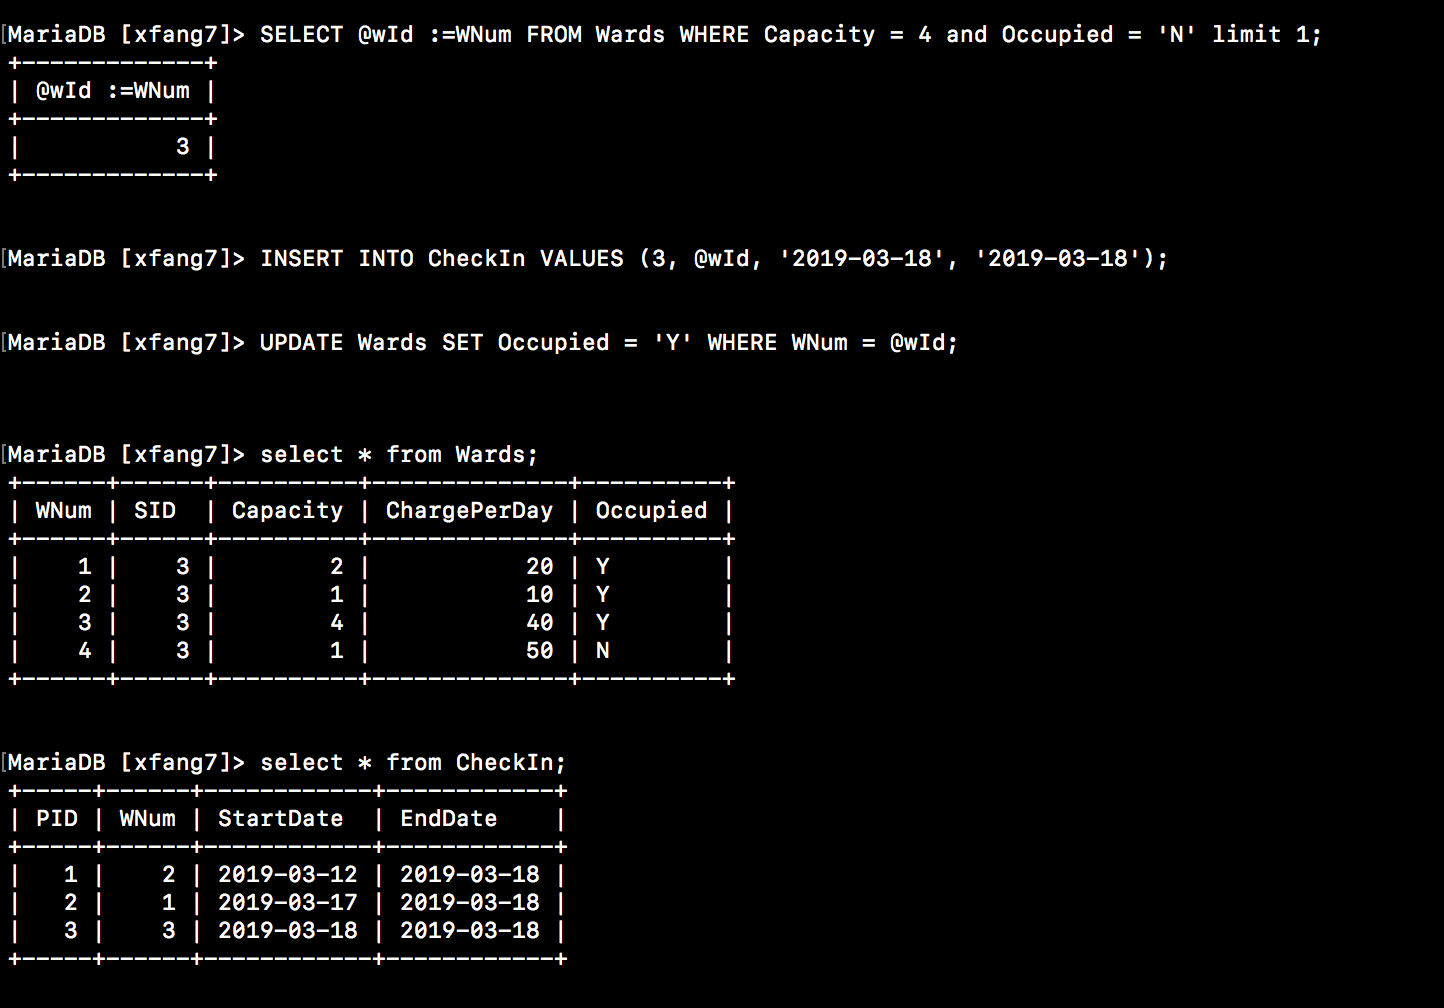 [MariaDB [xfang7]> SELECT @wId :=WNum FROM Wards WHERE Capacity = 4 and Occupied = 'N' limit 1;
+-------------+
| @wId :=WNum |
+-------------+
|           3 |
+-------------+
[MariaDB [xfang7]> INSERT INTO CheckIn VALUES (3, @wId, '2019-03-18', '2019-03-18');
[MariaDB [xfang7]> UPDATE Wards SET Occupied = 'Y' WHERE WNum = @wId;
[MariaDB [xfang7]> select * from Wards;
+------+------+----------+--------------+----------+
| WNum | SID  | Capacity | ChargePerDay | Occupied |
+------+------+----------+--------------+----------+
|    1 |    3 |        2 |           20 | Y        |
|    2 |    3 |        1 |           10 | Y        |
|    3 |    3 |        4 |           40 | Y        |
|    4 |    3 |        1 |           50 | N        |
+------+------+----------+--------------+----------+
[MariaDB [xfang7]> select * from CheckIn;
+-----+------+------------+------------+
| PID | WNum | StartDate  | EndDate    |
+-----+------+------------+------------+
|   1 |    2 | 2019-03-12 | 2019-03-18 |
|   2 |    1 | 2019-03-17 | 2019-03-18 |
|   3 |    3 | 2019-03-18 | 2019-03-18 |
+-----+------+------------+------------+